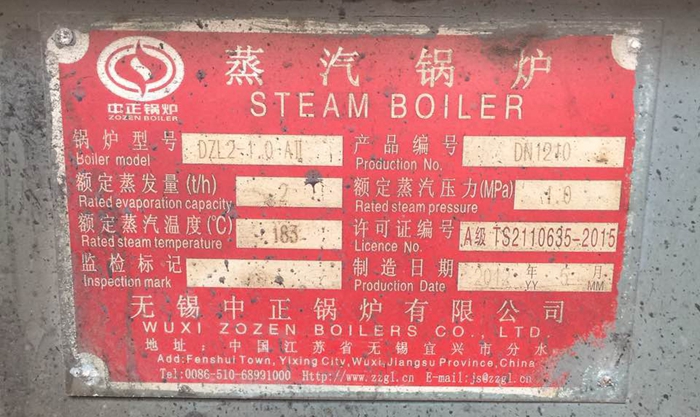 蒸汽锅炉
STEAM BOILER
中正锅炉
ZOZEN BOILER
锅炉型号 DZL2-1.0-AⅡ 产品编号 DN1210
Boiler model Production No.
额定蒸发量(t/h) 2 额定蒸汽压力(MPa) 1.0
Rated evaporation capacity Rated steam pressure
额定蒸汽温度(℃) 183 许可证编号 A级 TS2110635-2015
Rated steam temperature Licence No.
监检标记 制造日期 年 月
Inspection mark Production Date YY MM
无锡中正锅炉有限公司
WUXI ZOZEN BOILERS CO., LTD.
地址:中国江苏省无锡宜兴市分水
Add:Fenshui Town, Yixing City, Wuxi, Jiangsu Province, China
Tel:0086-510-68991000 Http://www.zzgl.cn E-mail:js@zzgl.cn